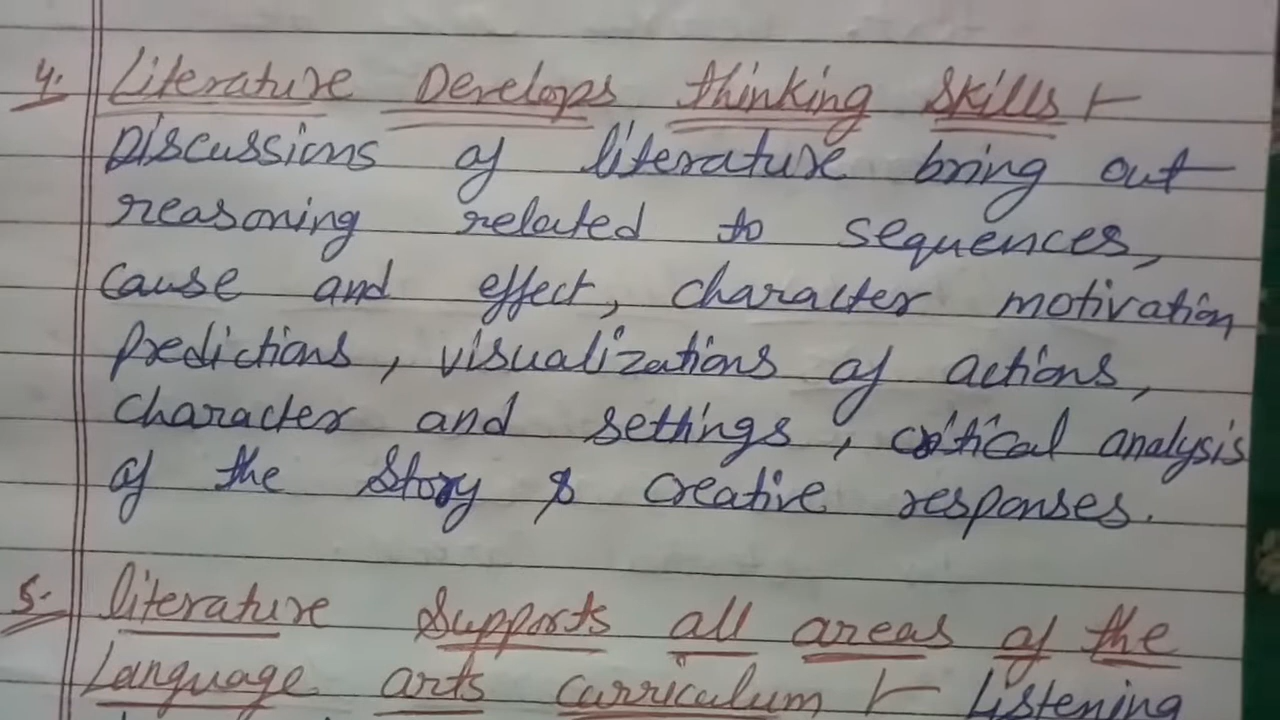 4. Literature Develops thinking Skills :-
Discussions of literature bring out
reasoning related to sequences,
cause and effect, character motivation
predictions, visualizations of actions,
character and settings, critical analysis
of the story & creative responses.
5. literature supports all areas of the
Language arts curriculum :- Listening